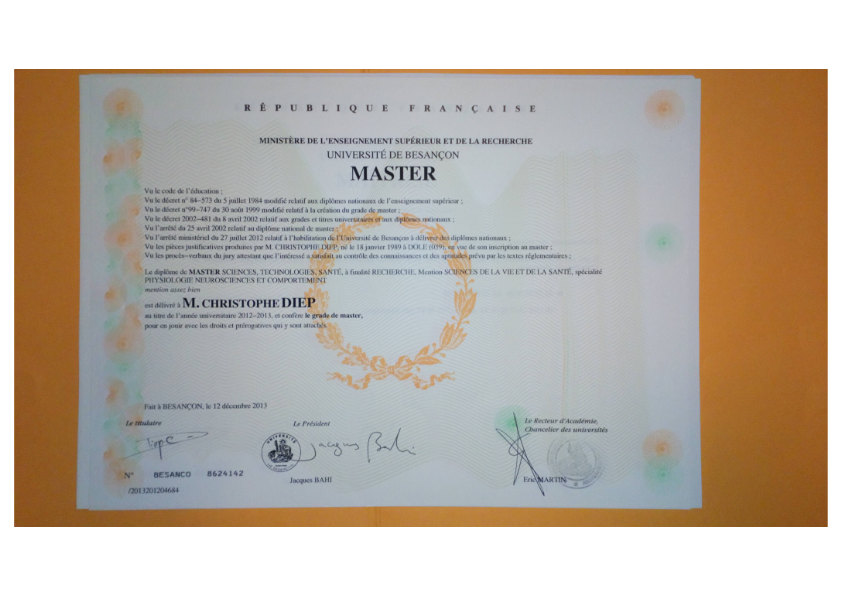 RÉPUBLIQUE FRANÇAISE
MINISTÈRE DE L'ENSEIGNEMENT SUPÉRIEUR ET DE LA RECHERCHE
UNIVERSITÉ DE BESANÇON
MASTER
Vu le code de l'éducation ;
Vu le décret n° 84-573 du 5 juillet 1984 modifié relatif aux diplômes nationaux de l'enseignement supérieur ;
Vu le décret n°99-747 du 30 août 1999 modifié relatif à la création du grade de master ;
Vu le décret 2002-481 du 8 avril 2002 relatif aux grades et titres universitaires et aux diplômes nationaux ;
Vu l'arrêté du 25 avril 2002 relatif au diplôme national de master
Vu l'arrêté ministériel du 27 juillet 2012 relatif à l'habilitation de l'Université de Besançon à délivrer des diplômes nationaux ;
Vu les pièces justificatives produites par M. CHRISTOPHE DIEP, né le 18 janvier 1989 à DOLE (039), en vue de son inscription au master ;
Vu les procès-verbaux du jury attestant que l'intéressé a satisfait au contrôle des connaissances et des aptitudes prévu par les textes réglementaires ;
Le diplôme de MASTER SCIENCES, TECHNOLOGIES, SANTÉ, à finalité RECHERCHE, Mention SCIENCES DE LA VIE ET DE LA SANTÉ, spécialité
PHYSIOLOGIE NEUROSCIENCES ET COMPORTEMENT
mention assez bien
est délivré à M. CHRISTOPHE DIEP
au titre de l'année universitaire 2012-2013, et confère le grade de master,
pour en jouir avec les droits et prérogatives qui y sont attachés.
Fait à BESANÇON, le 12 décembre 2013
Le titulaire
Le Président
Le Recteur d'Académie,
Chancelier des universités
Jacques BAHI
Eric MARTIN
N° BESANCO 8624142
/2013201204684